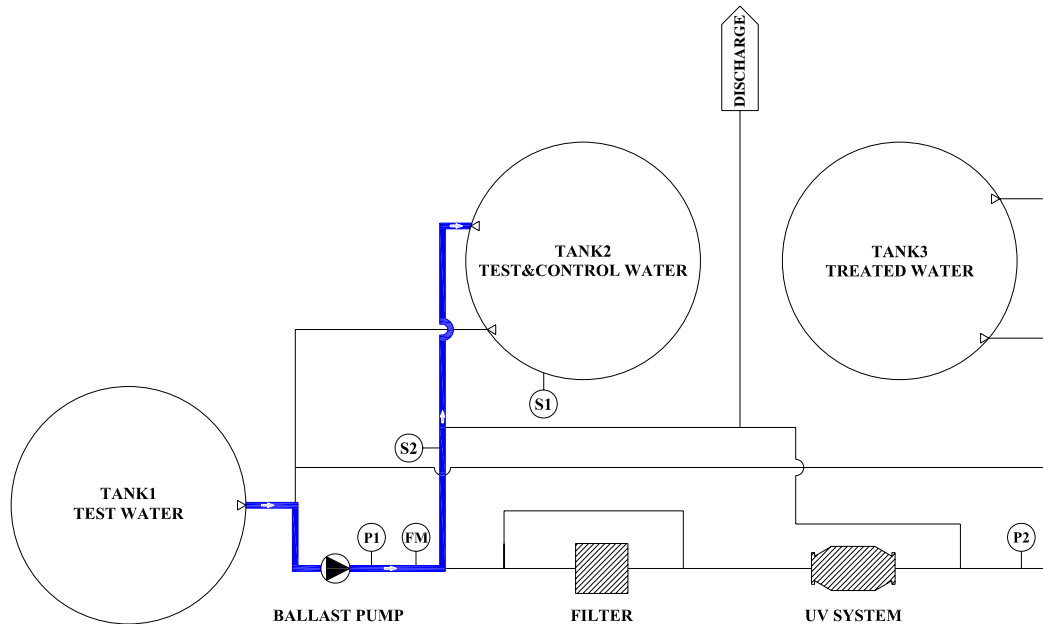 DISCHARGE
TANK2
TEST&CONTROL WATER
TANK3
TREATED WATER
S1
S2
TANK1
TEST WATER
P1
FM
P2
BALLAST PUMP
FILTER
UV SYSTEM